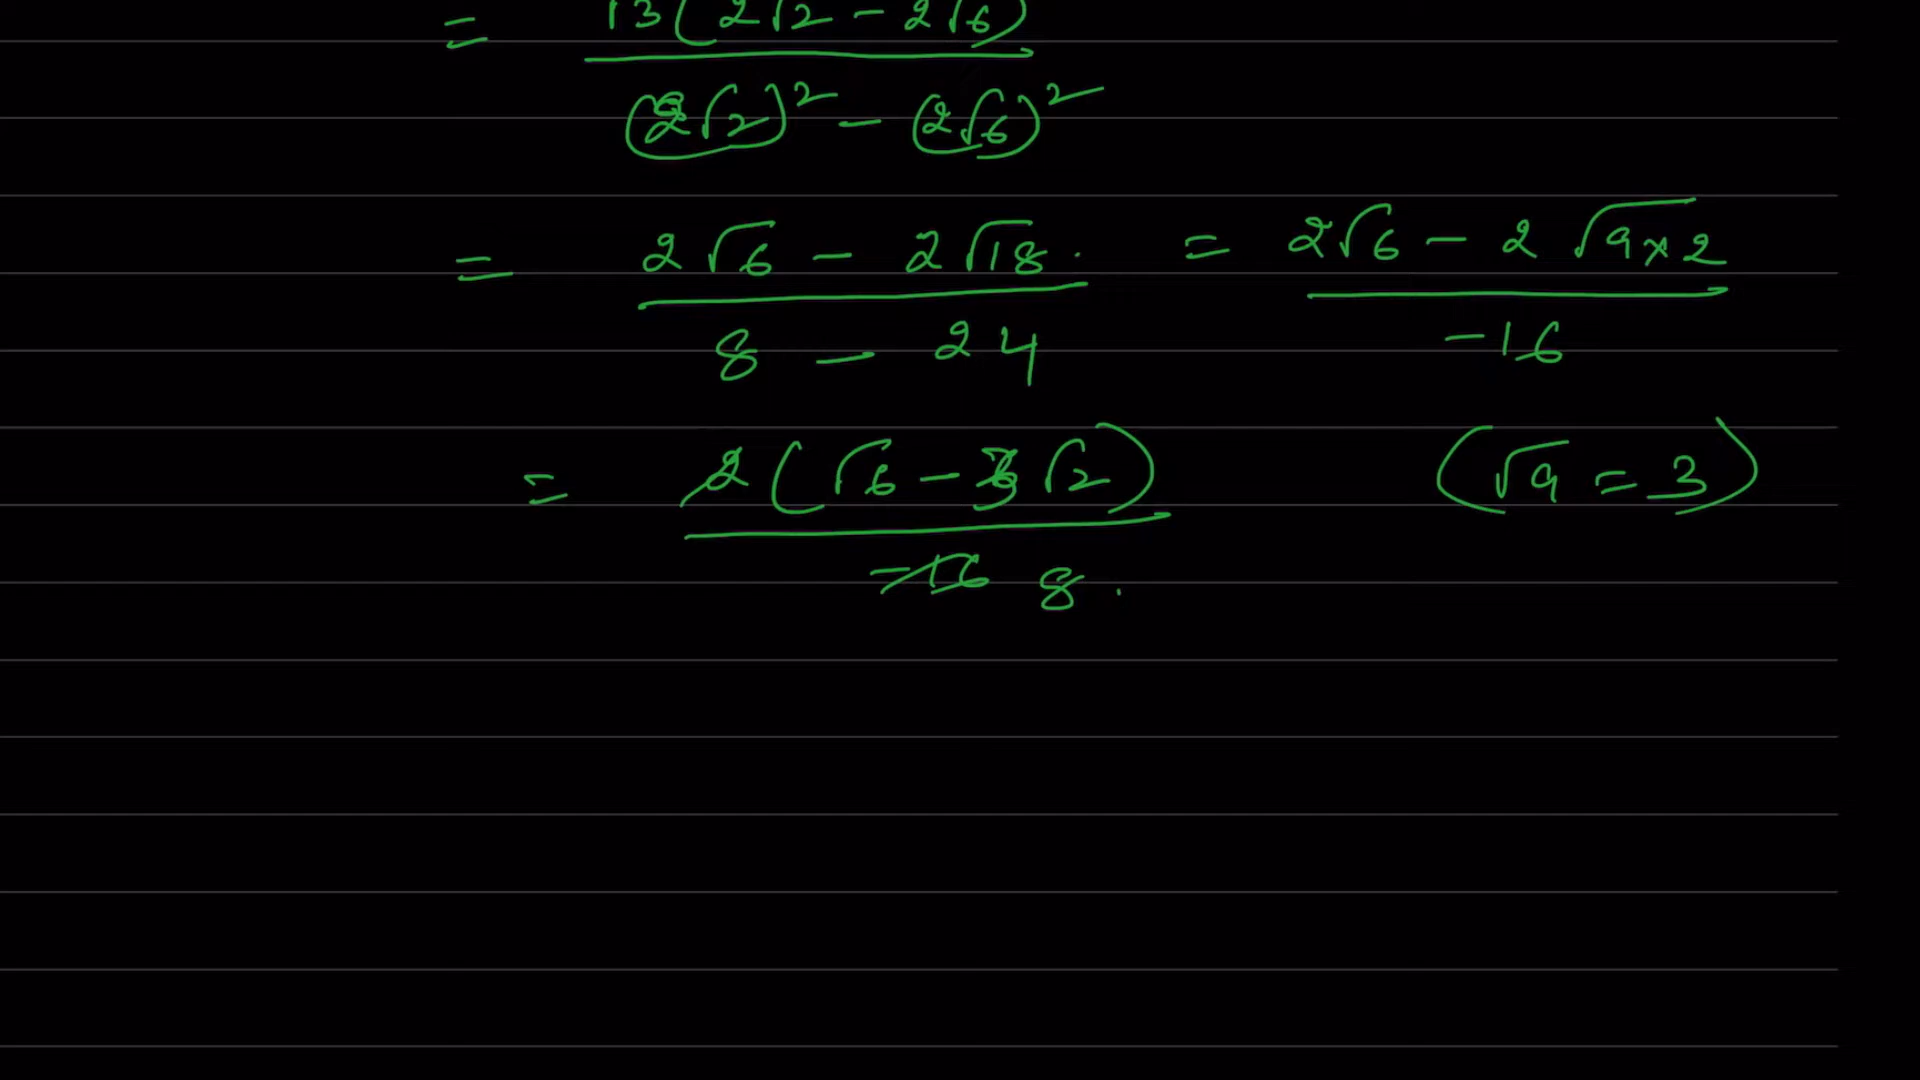 = √3(2√2 - 2√6)
(2√2)² - (2√6)²
= 2√6 - 2√18. = 2√6 - 2√9×2
8 - 24 -16
= 2(√6 - 3√2) (√9 = 3)
-16 8.